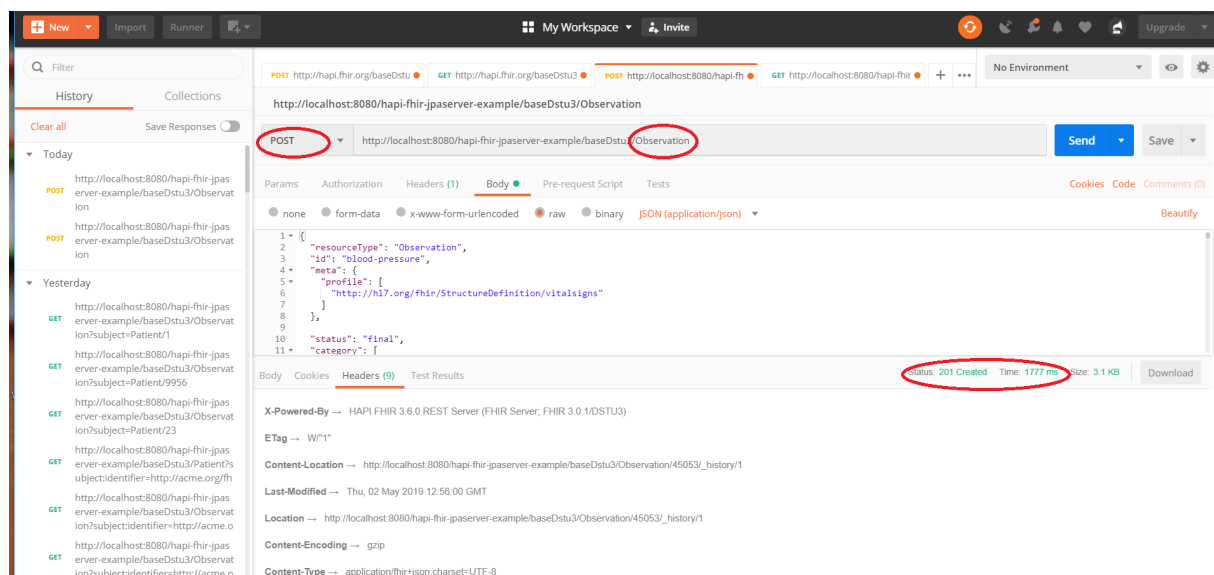 New Import Runner My Workspace Invite Upgrade
Filter
History Collections
Clear all Save Responses
Today
POST http://localhost:8080/hapi-fhir-jpas
erver-example/baseDstu3/Observat
ion
POST http://localhost:8080/hapi-fhir-jpas
erver-example/baseDstu3/Observat
ion
Yesterday
GET http://localhost:8080/hapi-fhir-jpas
erver-example/baseDstu3/Observat
ion?subject=Patient/1
GET http://localhost:8080/hapi-fhir-jpas
erver-example/baseDstu3/Observat
ion?subject=Patient/9956
GET http://localhost:8080/hapi-fhir-jpas
erver-example/baseDstu3/Observat
ion?subject=Patient/23
GET http://localhost:8080/hapi-fhir-jpas
erver-example/baseDstu3/Patient?s
ubject:identifier=http://acme.org/fh
GET http://localhost:8080/hapi-fhir-jpas
erver-example/baseDstu3/Observat
ion?subject:identifier=http://acme.o
GET http://localhost:8080/hapi-fhir-jpas
erver-example/baseDstu3/Observat
ion?subject:identifier=http://acme.o
POST http://hapi.fhir.org/baseDstu GET http://hapi.fhir.org/baseDstu3 POST http://localhost:8080/hapi-fh GET http://localhost:8080/hapi-fhir + ••• No Environment
http://localhost:8080/hapi-fhir-jpaserver-example/baseDstu3/Observation
POST http://localhost:8080/hapi-fhir-jpaserver-example/baseDstu3/Observation Send Save
Params Authorization Headers (1) Body Pre-request Script Tests Cookies Code Comments (0)
none form-data x-www-form-urlencoded raw binary JSON (application/json) Beautify
1 {
2 "resourceType": "Observation",
3 "id": "blood-pressure",
4 "meta": {
5 "profile": [
6 "http://hl7.org/fhir/StructureDefinition/vitalsigns"
7 ]
8 },
9
10 "status": "final",
11 "category": [
Body Cookies Headers (9) Test Results Status: 201 Created Time: 1777 ms Size: 3.1 KB Download
X-Powered-By → HAPI FHIR 3.6.0 REST Server (FHIR Server; FHIR 3.0.1/DSTU3)
ETag → W/"1"
Content-Location → http://localhost:8080/hapi-fhir-jpaserver-example/baseDstu3/Observation/45053/_history/1
Last-Modified → Thu, 02 May 2019 12:56:00 GMT
Location → http://localhost:8080/hapi-fhir-jpaserver-example/baseDstu3/Observation/45053/_history/1
Content-Encoding → gzip
Content-Type → application/fhir+json;charset=UTF-8